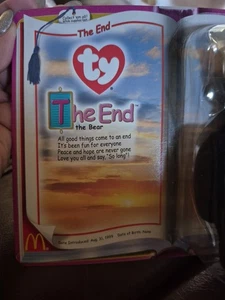 The End
ty
The End™
the Bear
All good things come to an end
It's been fun for everyone
Peace and hope are never gone
Love you all and say, "So long"!